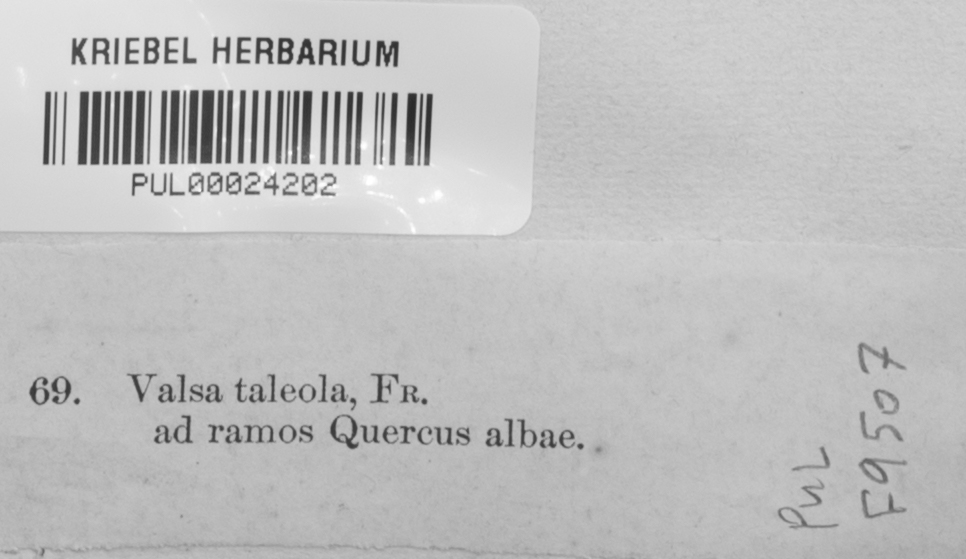 KRIEBEL HERBARIUM
PUL00024202
69. Valsa taleola, FR.
ad ramos Quercus albae.
PUL
F9507